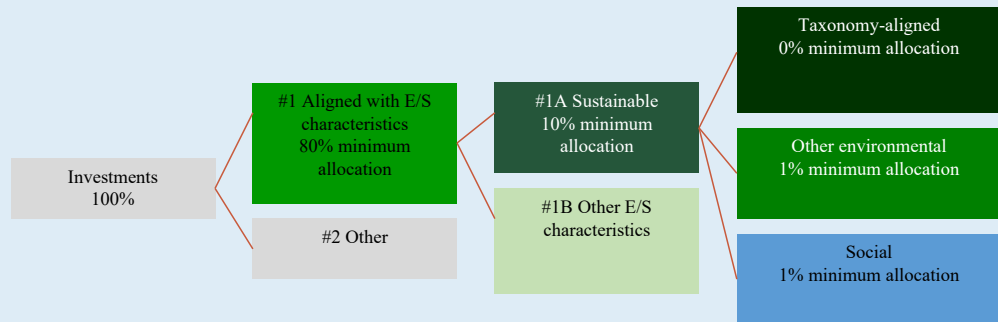 Investments
100%
#1 Aligned with E/S
characteristics
80% minimum
allocation
#2 Other
#1A Sustainable
10% minimum
allocation
#1B Other E/S
characteristics
Taxonomy-aligned
0% minimum allocation
Other environmental
1% minimum allocation
Social
1% minimum allocation